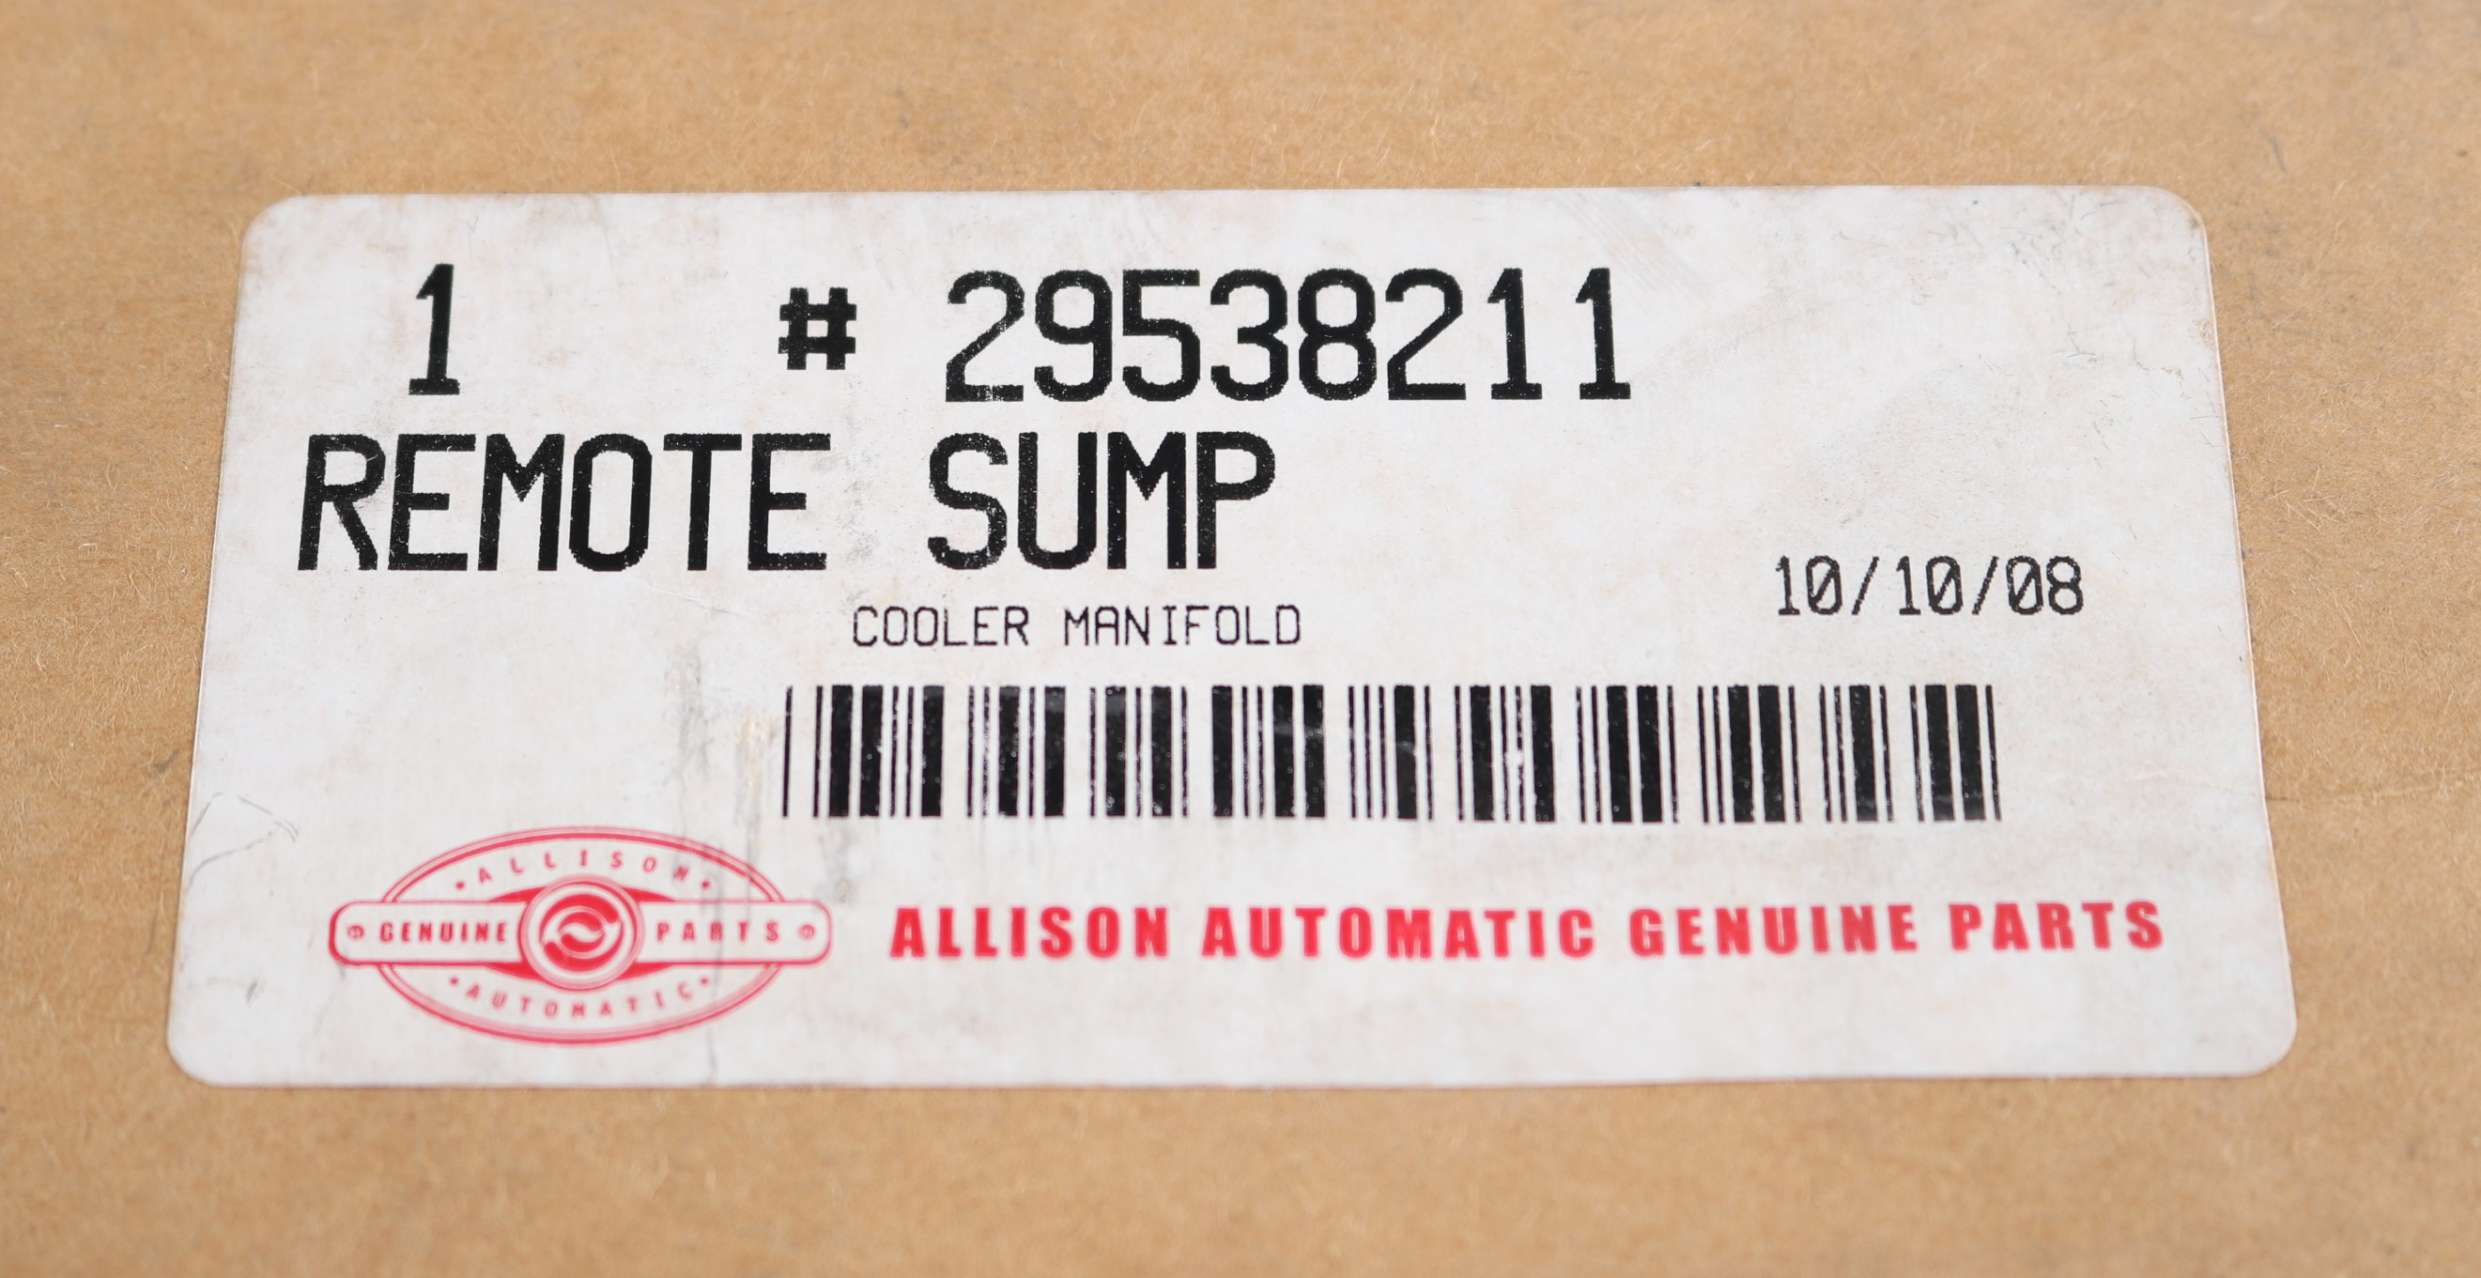 1 # 29538211
REMOTE SUMP
COOLER MANIFOLD
10/10/08
ALLISON
GENUINE PARTS
AUTOMATIC
ALLISON AUTOMATIC GENUINE PARTS